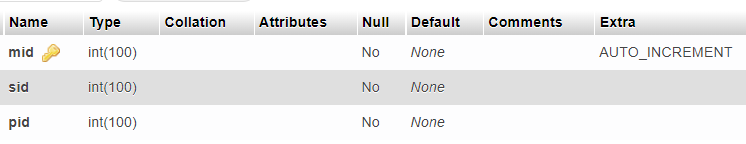 Name Type Collation Attributes Null Default Comments Extra
mid int(100) No None AUTO_INCREMENT
sid int(100) No None
pid int(100) No None